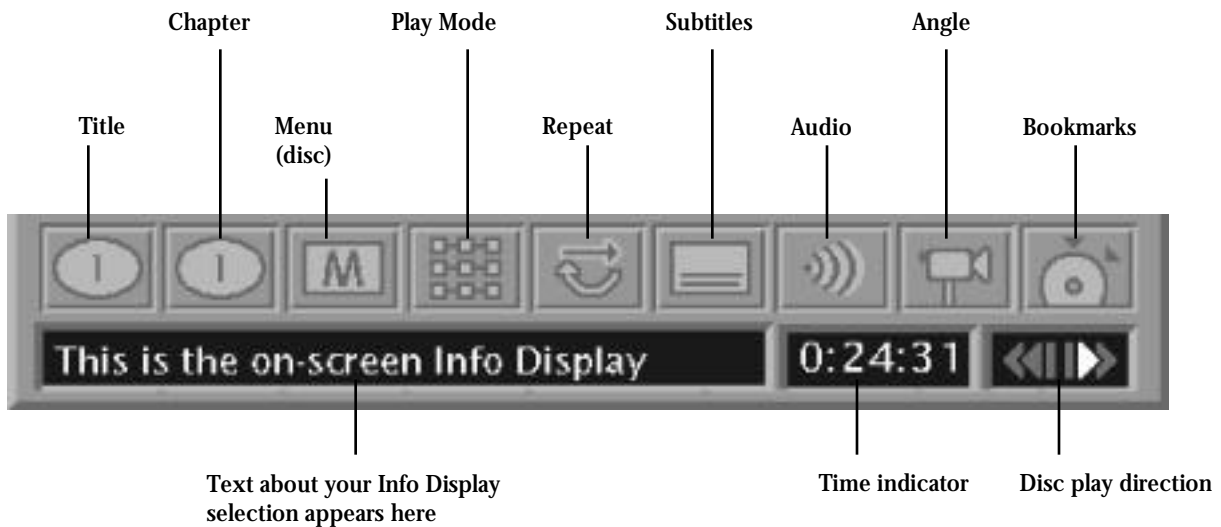 Chapter Play Mode Subtitles Angle
Title Menu Repeat Audio Bookmarks
(disc)
1 1 M
This is the on-screen Info Display 0:24:31
Text about your Info Display Time indicator Disc play direction
selection appears here